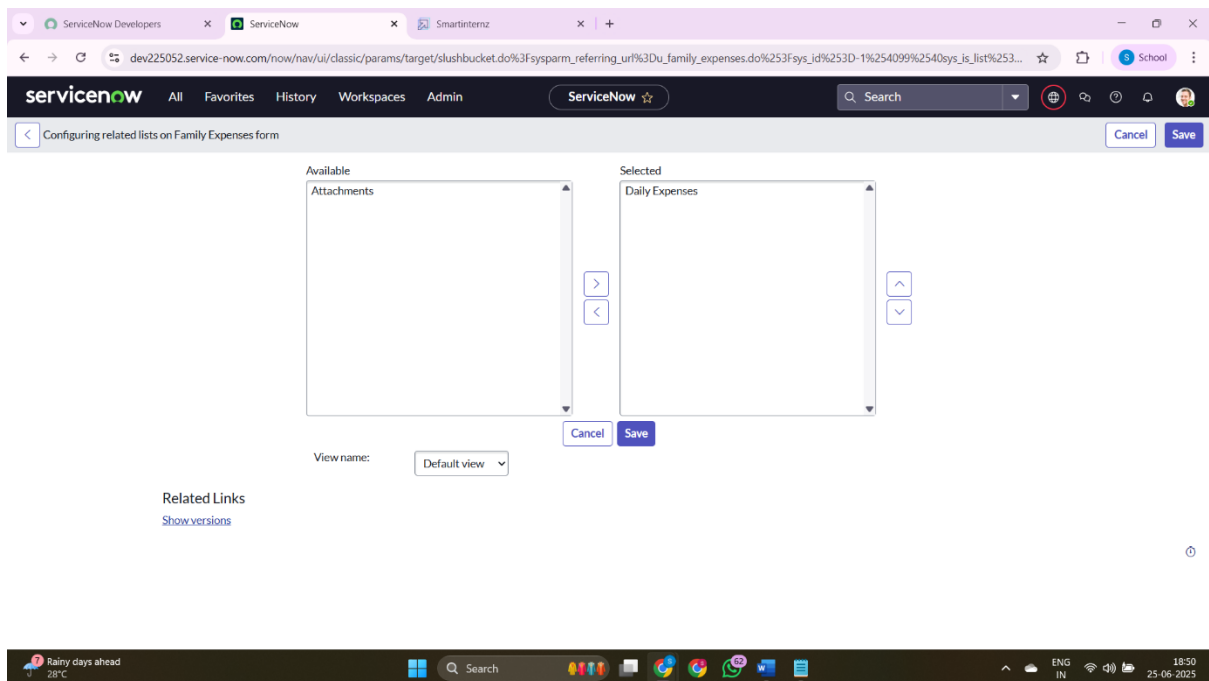 ServiceNow Developers
ServiceNow
Smartinternz
dev225052.service-now.com/now/nav/ui/classic/params/target/slushbucket.do%3Fsysparm_referring_url%3Du_family_expenses.do%253Fsys_id%253D-1%254099%2540sys_is_list%253...
S School
servicenow All Favorites History Workspaces Admin ServiceNow Search
Configuring related lists on Family Expenses form Cancel Save
Available Selected
Attachments Daily Expenses
Cancel Save
View name: Default view
Related Links
Show versions
7 Rainy days ahead
28°C
Search
62
ENG
IN
18:50
25-06-2025